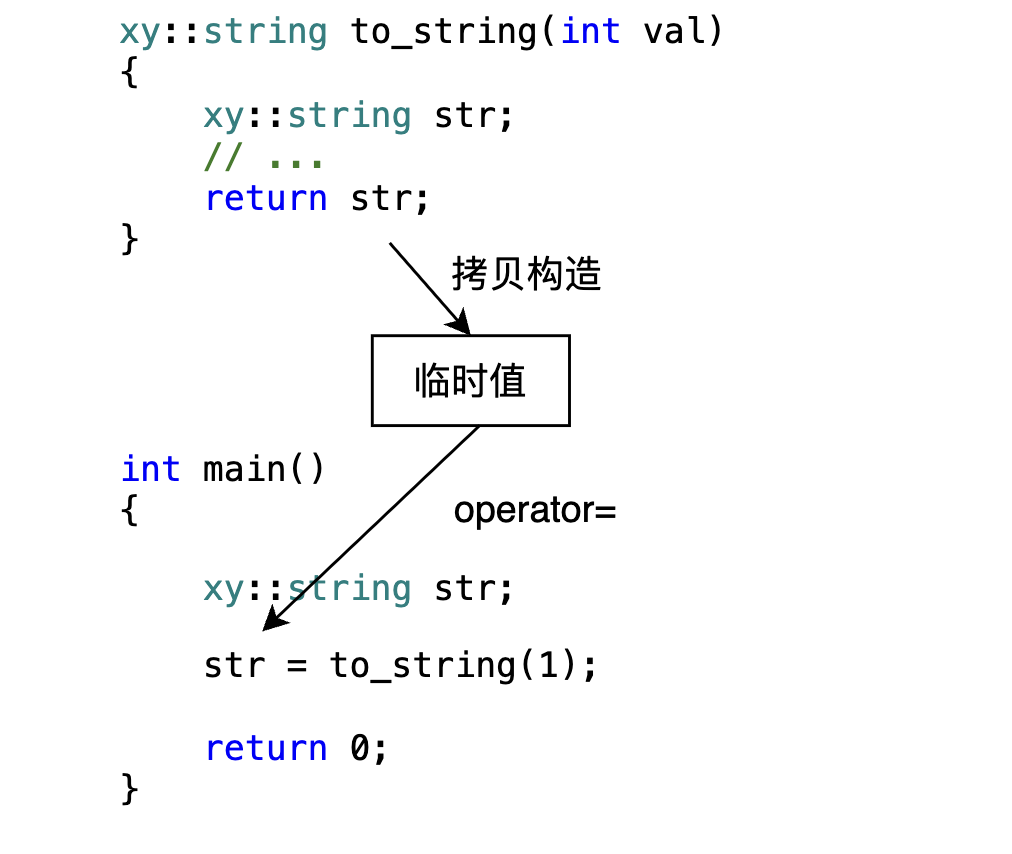 xy::string to_string(int val)
{
    xy::string str;
    // ...
    return str;
}
拷贝构造
临时值
int main()
{
operator=
    xy::string str;
    str = to_string(1);
    return 0;
}